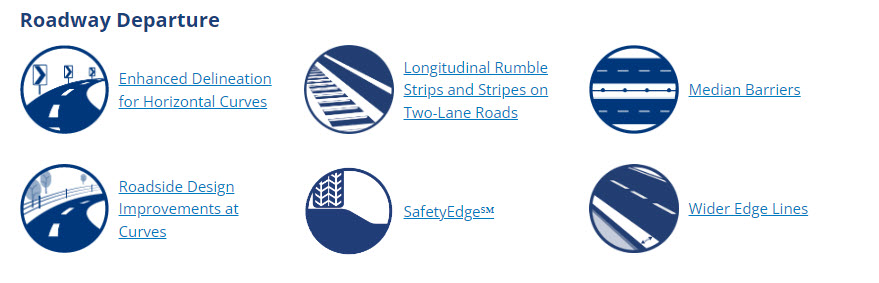 Roadway Departure
Enhanced Delineation
for Horizontal Curves
Longitudinal Rumble
Strips and Stripes on
Two-Lane Roads
Median Barriers
Roadside Design
Improvements at
Curves
SafetyEdge℠
Wider Edge Lines